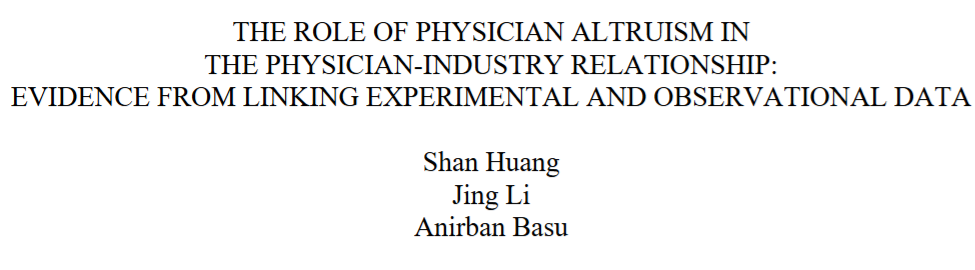 THE ROLE OF PHYSICIAN ALTRUISM IN
THE PHYSICIAN-INDUSTRY RELATIONSHIP:
EVIDENCE FROM LINKING EXPERIMENTAL AND OBSERVATIONAL DATA
Shan Huang
Jing Li
Anirban Basu